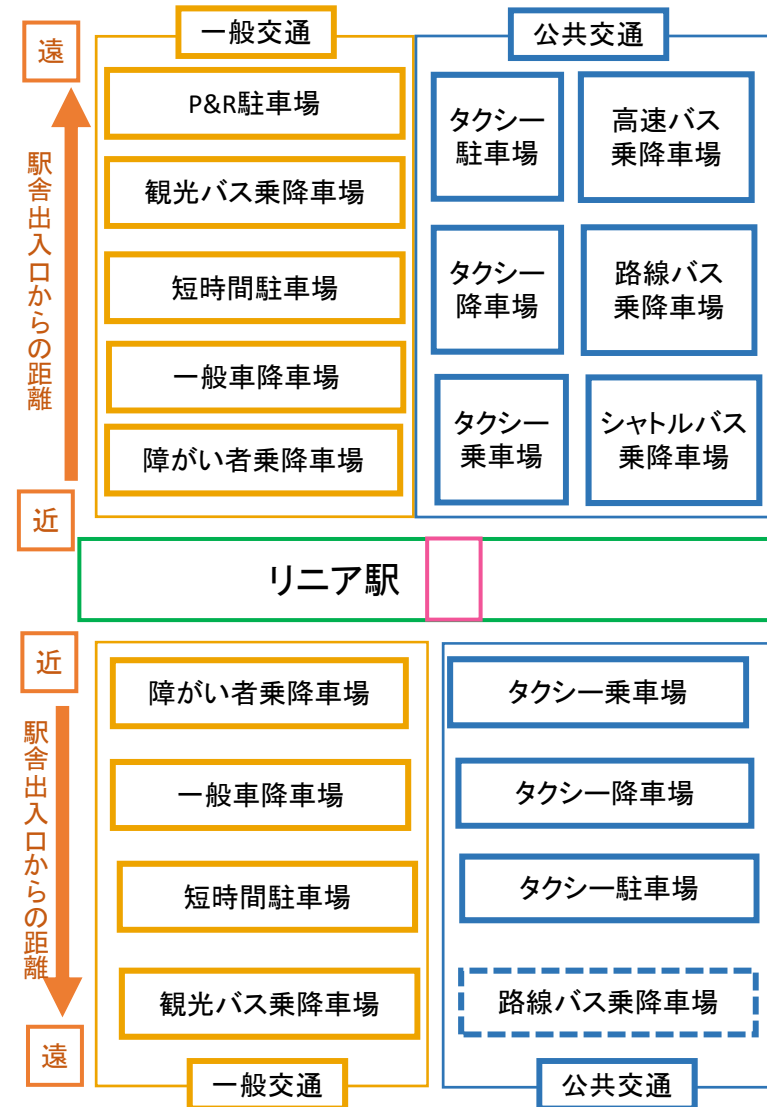 一般交通
公共交通
遠
P&R駐車場
タクシー
駐車場
高速バス
乗降車場
駅舎出入口からの距離
観光バス乗降車場
短時間駐車場
タクシー
降車場
路線バス
乗降車場
一般車降車場
障がい者乗降車場
タクシー
乗車場
シャトルバス
乗降車場
近
リニア駅
近
障がい者乗降車場
タクシー乗車場
駅舎出入口からの距離
一般車降車場
タクシー降車場
短時間駐車場
タクシー駐車場
観光バス乗降車場
路線バス乗降車場
遠
一般交通
公共交通